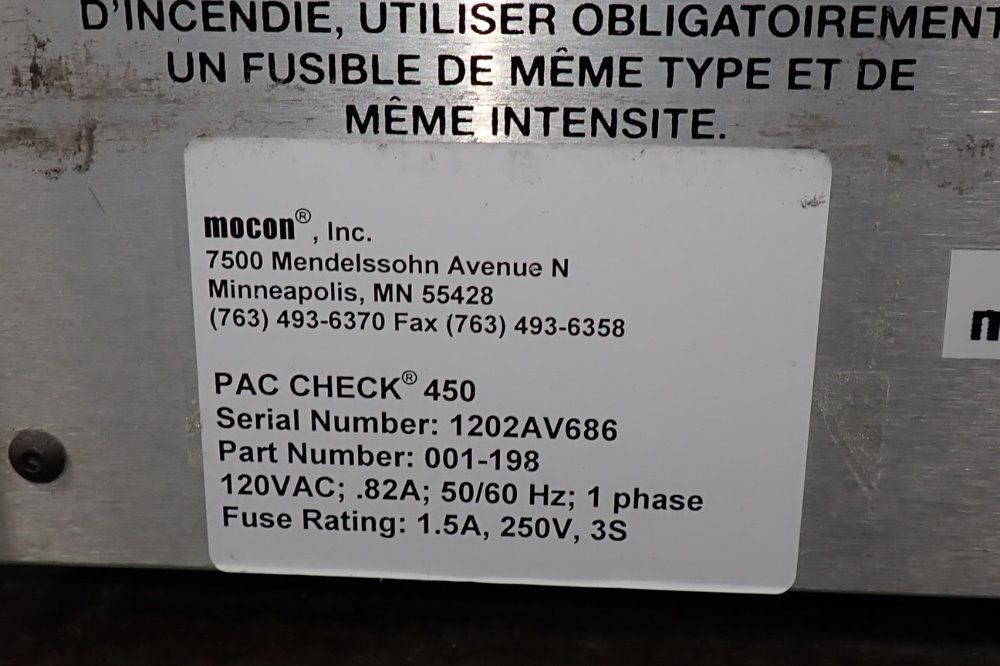 D'INCENDIE, UTILISER OBLIGATOIREMENT
UN FUSIBLE DE MÊME TYPE ET DE
MÊME INTENSITE.
mocon®, Inc.
7500 Mendelssohn Avenue N
Minneapolis, MN 55428
(763) 493-6370 Fax (763) 493-6358
PAC CHECK® 450
Serial Number: 1202AV686
Part Number: 001-198
120VAC; .82A; 50/60 Hz; 1 phase
Fuse Rating: 1.5A, 250V, 3S